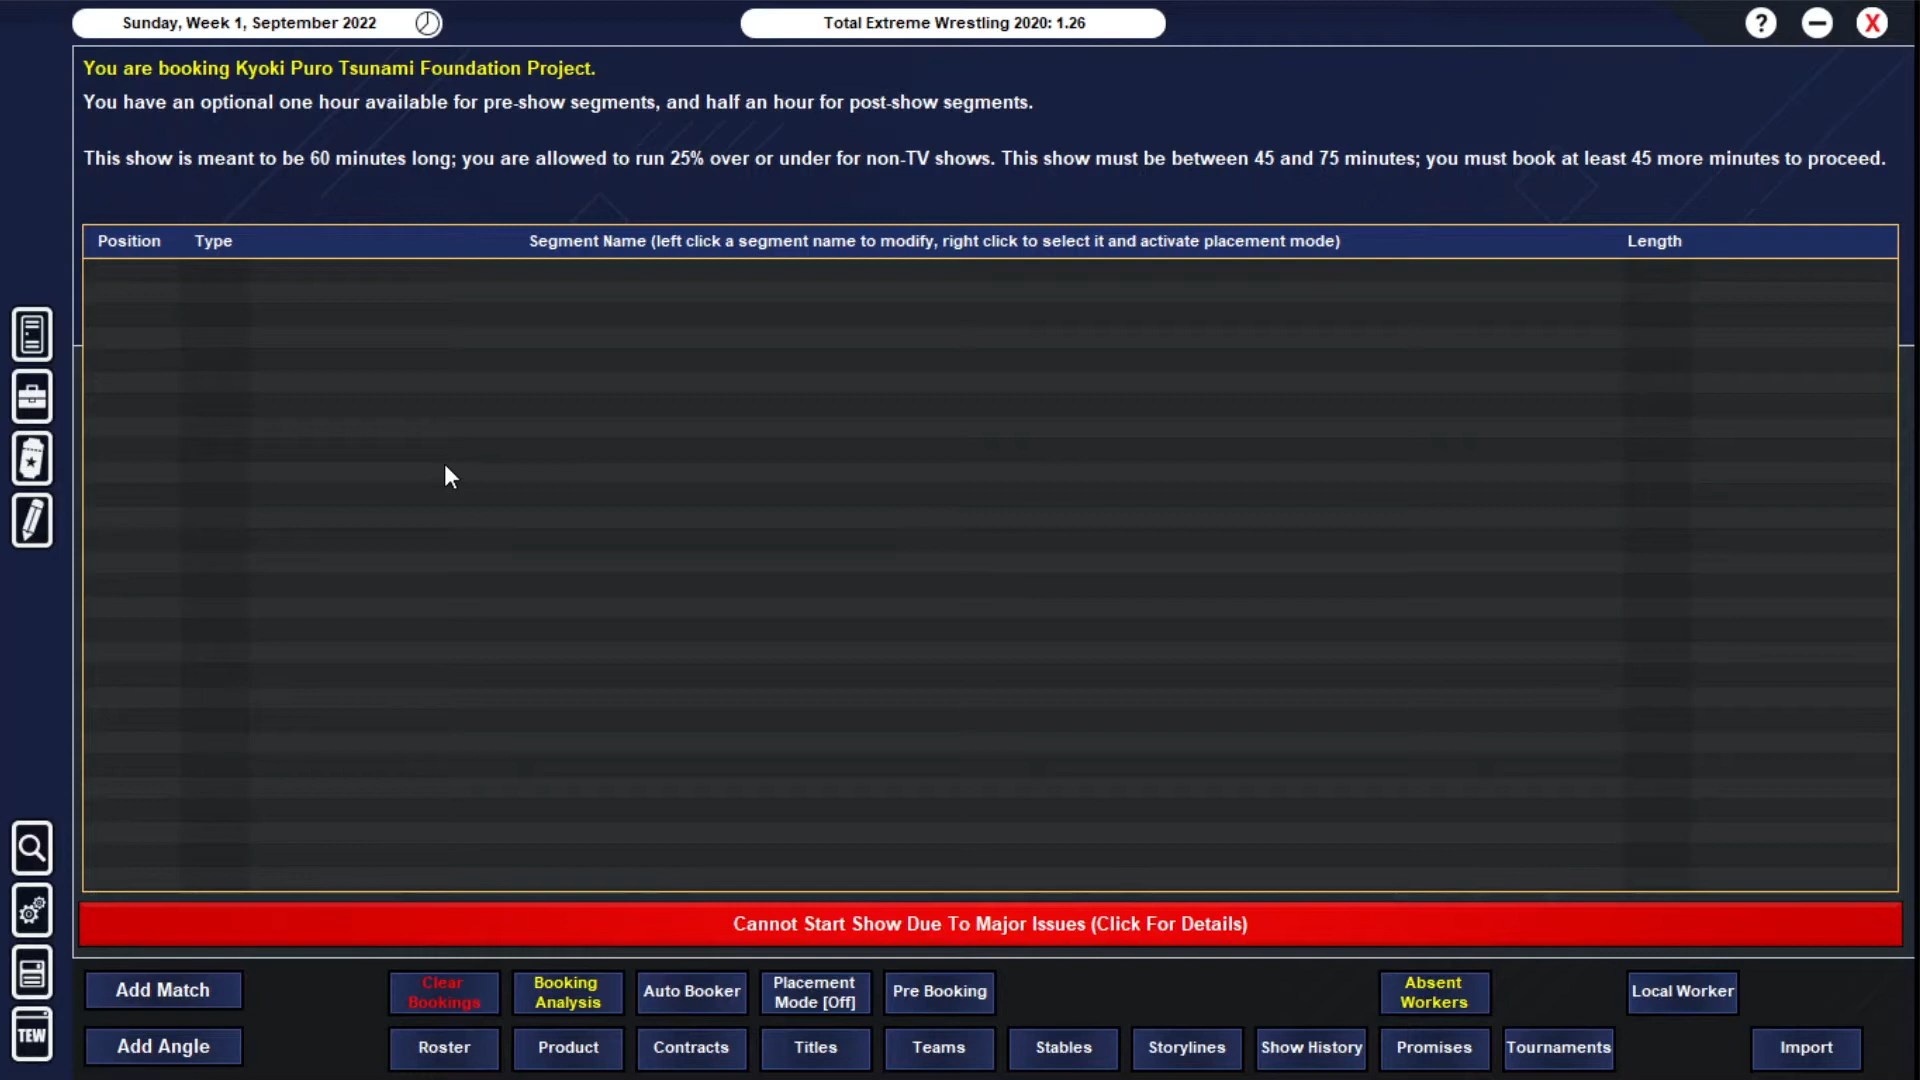 Sunday, Week 1, September 2022
Total Extreme Wrestling 2020: 1.26
?
X
You are booking Kyoki Puro Tsunami Foundation Project.
You have an optional one hour available for pre-show segments, and half an hour for post-show segments.
This show is meant to be 60 minutes long; you are allowed to run 25% over or under for non-TV shows. This show must be between 45 and 75 minutes; you must book at least 45 more minutes to proceed.
Position Type Segment Name (left click a segment name to modify, right click to select it and activate placement mode) Length
Cannot Start Show Due To Major Issues (Click For Details)
Add Match
Clear
Bookings
Booking
Analysis
Auto Booker
Placement
Mode [Off]
Pre Booking
Absent
Workers
Local Worker
TEW
Add Angle
Roster
Product
Contracts
Titles
Teams
Stables
Storylines
Show History
Promises
Tournaments
Import